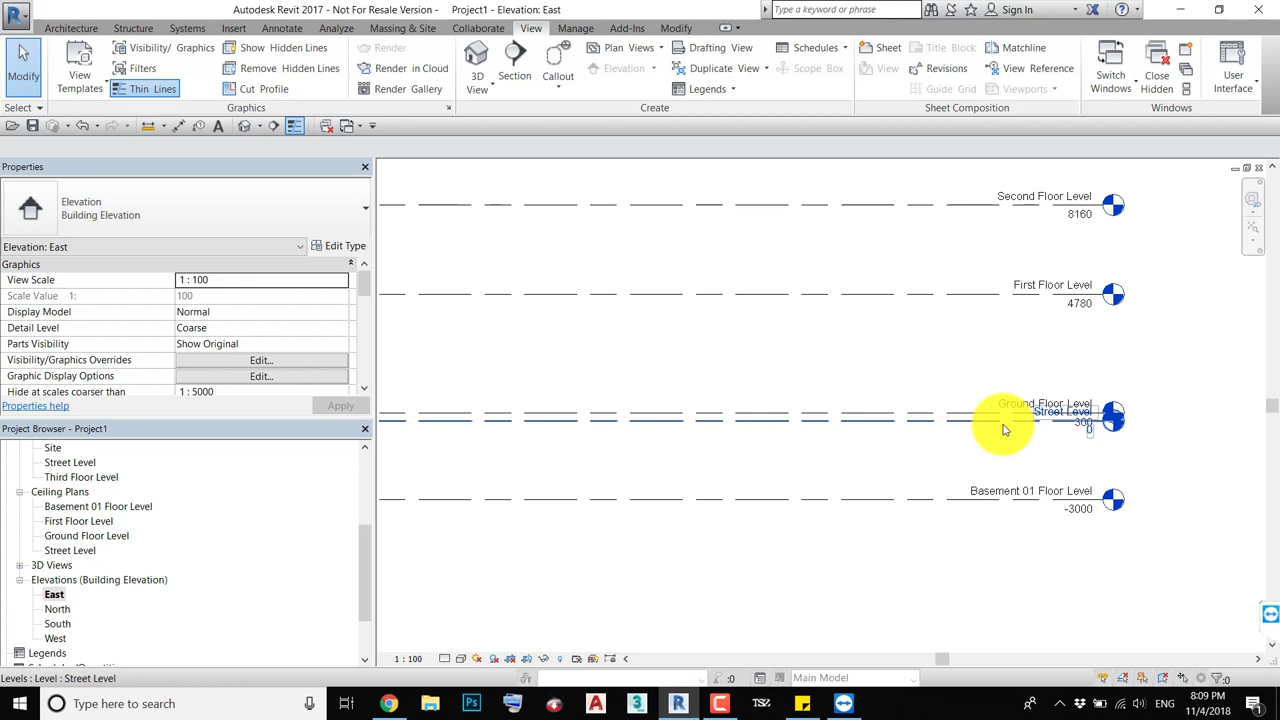 Autodesk Revit 2017 - Not For Resale Version - Project1 - Elevation: East
Type a keyword or phrase
Sign In
Architecture Structure Systems Insert Annotate Analyze Massing & Site Collaborate View Manage Add-Ins Modify
Modify
View Templates
Visibility/ Graphics
Filters
Thin Lines
Show Hidden Lines
Remove Hidden Lines
Cut Profile
Render
Render in Cloud
Render Gallery
3D View
Section
Callout
Plan Views
Elevation
Drafting View
Duplicate View
Legends
Schedules
Scope Box
Sheet
View
Title Block
Revisions
Guide Grid
Matchline
View Reference
Viewports
Switch Windows
Close Hidden
User Interface
Select
Graphics
Create
Sheet Composition
Windows
Properties
Elevation
Building Elevation
Elevation: East
Edit Type
Graphics
View Scale 1 : 100
Scale Value 1: 100
Display Model Normal
Detail Level Coarse
Parts Visibility Show Original
Visibility/Graphics Overrides Edit...
Graphic Display Options Edit...
Hide at scales coarser than 1 : 5000
Properties help
Apply
Project Browser - Project1
Site
Street Level
Third Floor Level
Ceiling Plans
Basement 01 Floor Level
First Floor Level
Ground Floor Level
Street Level
3D Views
Elevations (Building Elevation)
East
North
South
West
Legends
Second Floor Level
8160
First Floor Level
4780
Ground Floor Level
Street Level
300
0
Basement 01 Floor Level
-3000
1 : 100
Levels : Level : Street Level
:0
Main Model
:0
Type here to search
ENG
8:09 PM
11/4/2018